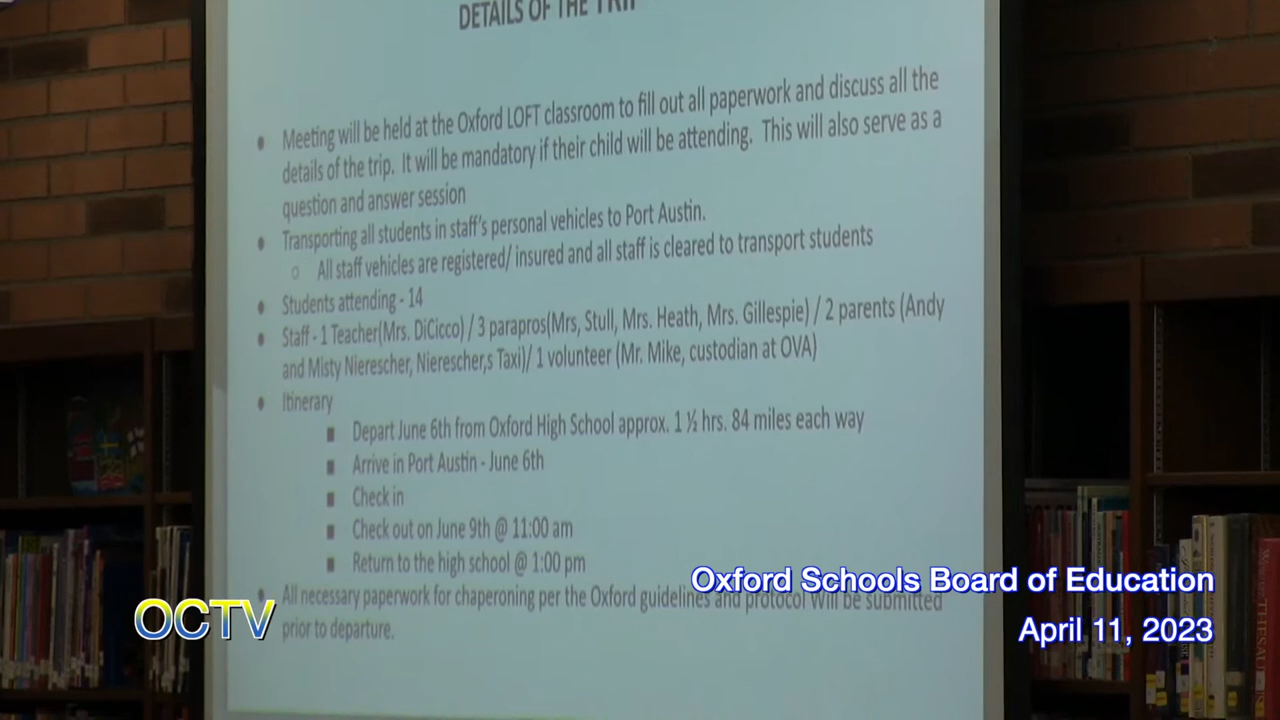 DETAILS OF THE TRIP
• Meeting will be held at the Oxford LOFT classroom to fill out all paperwork and discuss all the
details of the trip. It will be mandatory if their child will be attending. This will also serve as a
question and answer session
• Transporting all students in staff's personal vehicles to Port Austin.
○ All staff vehicles are registered/ insured and all staff is cleared to transport students
• Students attending - 14
• Staff - 1 Teacher(Mrs. DiCicco) / 3 parapros(Mrs, Stull, Mrs. Heath, Mrs. Gillespie) / 2 parents (Andy
and Misty Nierescher, Nierescher,s Taxi)/ 1 volunteer (Mr. Mike, custodian at OVA)
• Itinerary
■ Depart June 6th from Oxford High School approx. 1 ½ hrs. 84 miles each way
■ Arrive in Port Austin - June 6th
■ Check in
■ Check out on June 9th @ 11:00 am
■ Return to the high school @ 1:00 pm
• All necessary paperwork for chaperoning per the Oxford guidelines and protocol Will be submitted
prior to departure.
Oxford Schools Board of Education
April 11, 2023
OCTV